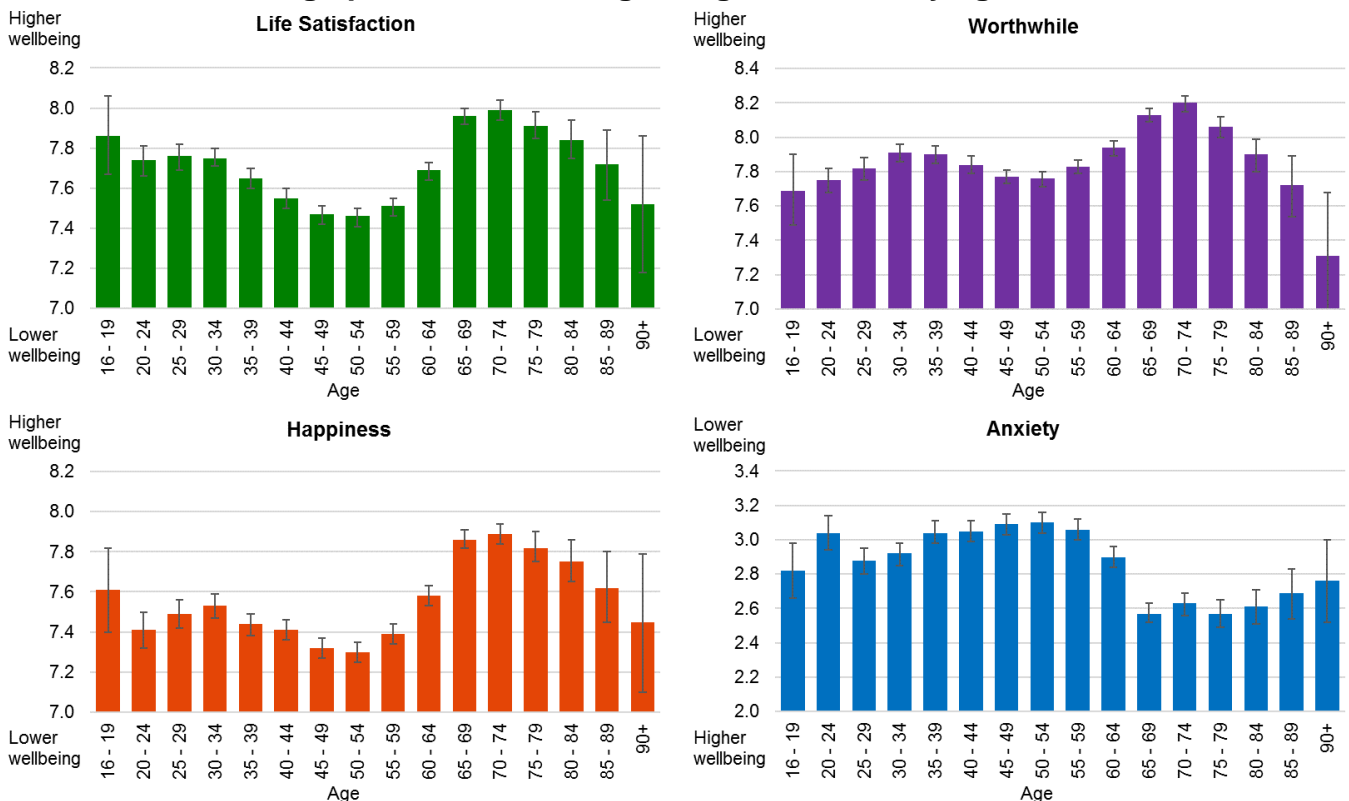 Higher
wellbeing
Life Satisfaction
8.2
8.0
7.8
7.6
7.4
7.2
7.0
Lower
wellbeing
16 - 19
20 - 24
25 - 29
30 - 34
35 - 39
40 - 44
45 - 49
50 - 54
55 - 59
60 - 64
65 - 69
70 - 74
75 - 79
80 - 84
85 - 89
90+
Age
Higher
wellbeing
Worthwhile
8.4
8.2
8.0
7.8
7.6
7.4
7.2
7.0
Lower
wellbeing
16 - 19
20 - 24
25 - 29
30 - 34
35 - 39
40 - 44
45 - 49
50 - 54
55 - 59
60 - 64
65 - 69
70 - 74
75 - 79
80 - 84
85 - 89
90+
Age
Higher
wellbeing
Happiness
8.2
8.0
7.8
7.6
7.4
7.2
7.0
Lower
wellbeing
16 - 19
20 - 24
25 - 29
30 - 34
35 - 39
40 - 44
45 - 49
50 - 54
55 - 59
60 - 64
65 - 69
70 - 74
75 - 79
80 - 84
85 - 89
90+
Age
Lower
wellbeing
Anxiety
3.4
3.2
3.0
2.8
2.6
2.4
2.2
2.0
Higher
wellbeing
16 - 19
20 - 24
25 - 29
30 - 34
35 - 39
40 - 44
45 - 49
50 - 54
55 - 59
60 - 64
65 - 69
70 - 74
75 - 79
80 - 84
85 - 89
90+
Age